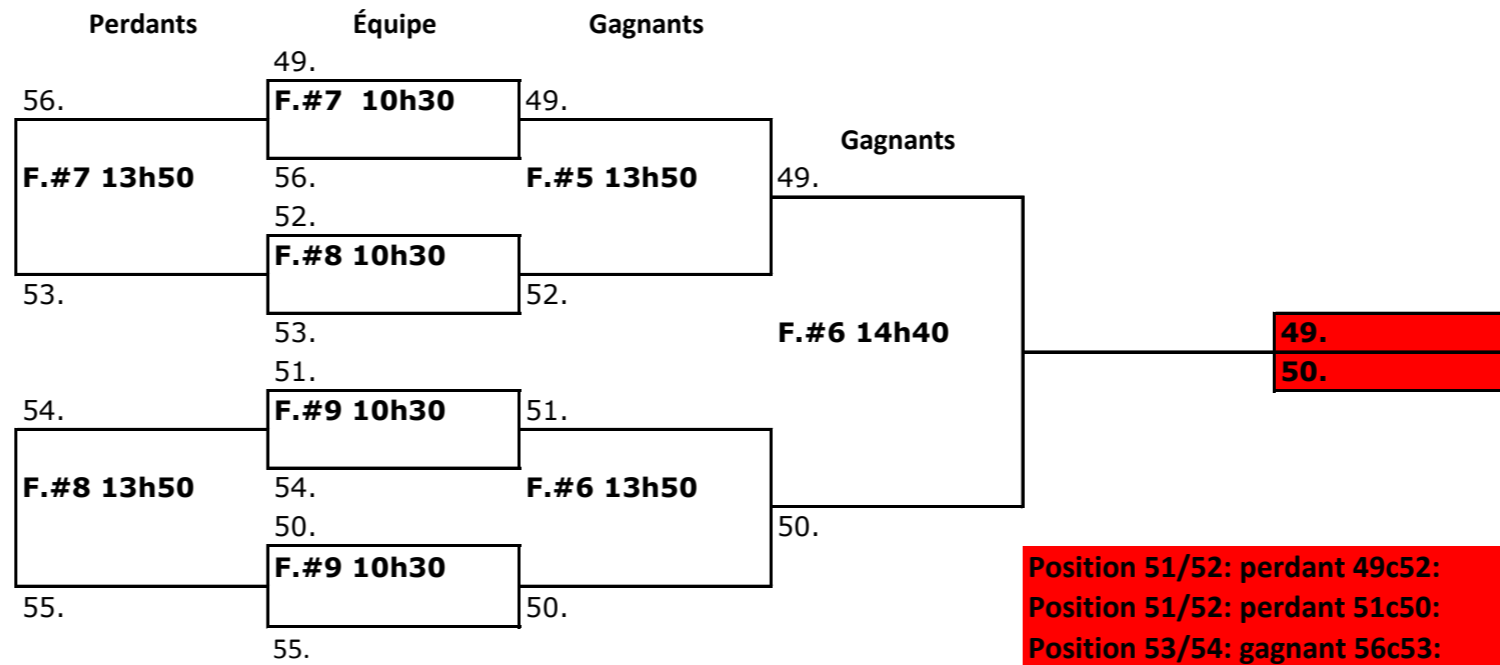 Perdants Équipe Gagnants
49.
56. F.#7 10h30 49.
Gagnants
F.#7 13h50 56. F.#5 13h50 49.
52.
F.#8 10h30
53. 52.
53. F.#6 14h40 49.
51. 50.
54. F.#9 10h30 51.
F.#8 13h50 54. F.#6 13h50
50. 50.
F.#9 10h30 Position 51/52: perdant 49c52:
55. 50. Position 51/52: perdant 51c50:
55. Position 53/54: gagnant 56c53: